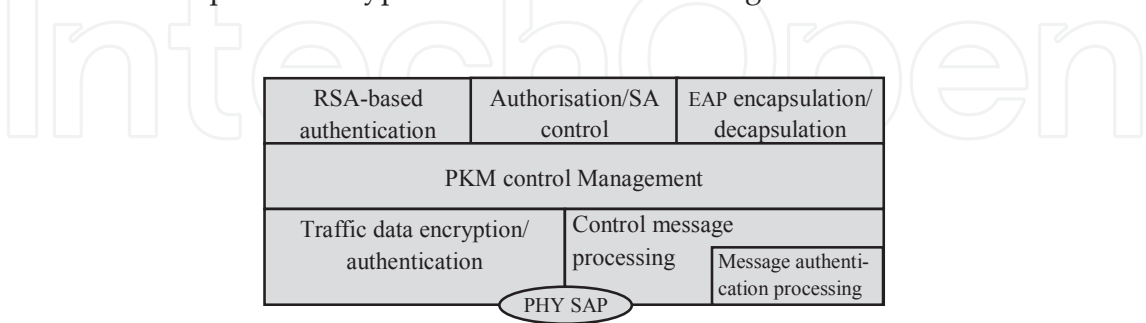 IntechOpen
RSA-based
authentication
Authorisation/SA
control
EAP encapsulation/
decapsulation
PKM control Management
Traffic data encryption/
authentication
Control message
processing
Message authenti-
cation processing
PHY SAP